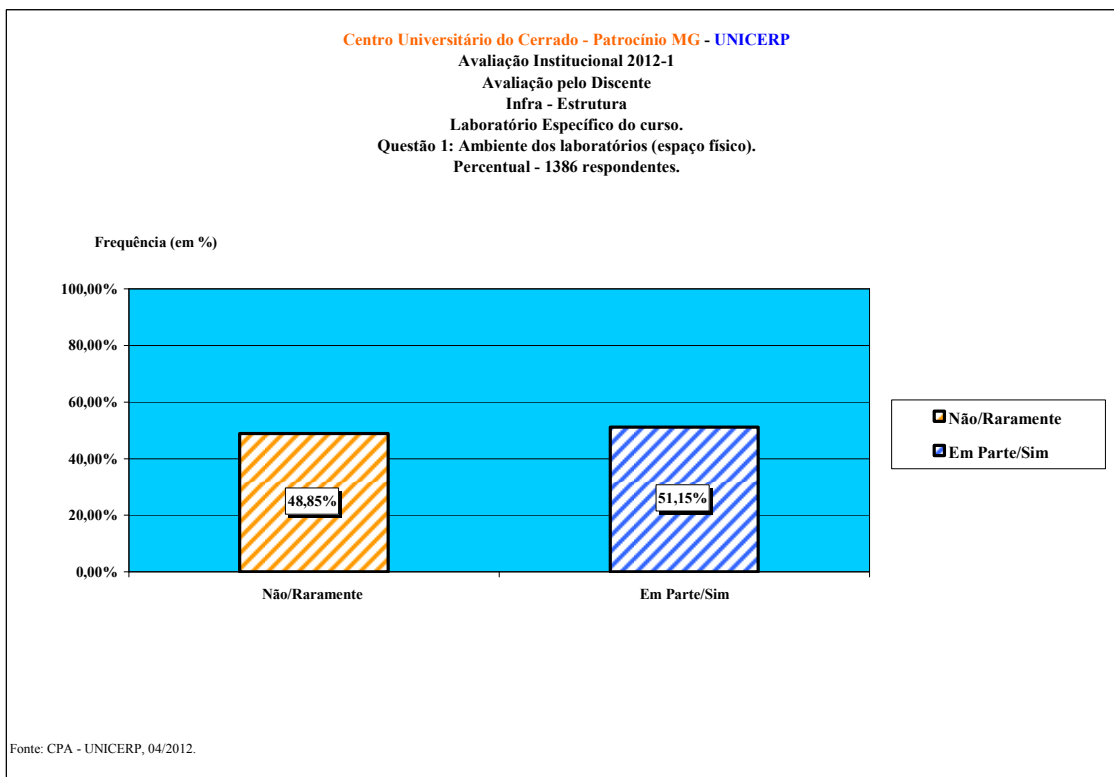 Centro Universitário do Cerrado - Patrocínio MG - UNICERP
Avaliação Institucional 2012-1
Avaliação pelo Discente
Infra - Estrutura
Laboratório Específico do curso.
Questão 1: Ambiente dos laboratórios (espaço físico).
Percentual - 1386 respondentes.
Frequência (em %)
100,00%
80,00%
60,00%
40,00%
20,00%
0,00%
48,85%
51,15%
Não/Raramente
Em Parte/Sim
Não/Raramente
Em Parte/Sim
Fonte: CPA - UNICERP, 04/2012.